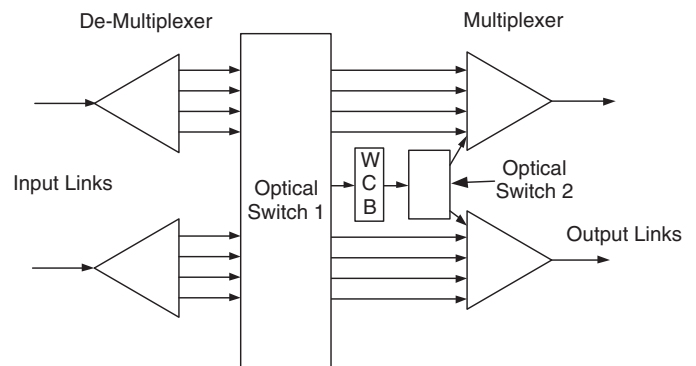 De-Multiplexer
Multiplexer
Input Links
Optical
Switch 1
W
C
B
Optical
Switch 2
Output Links